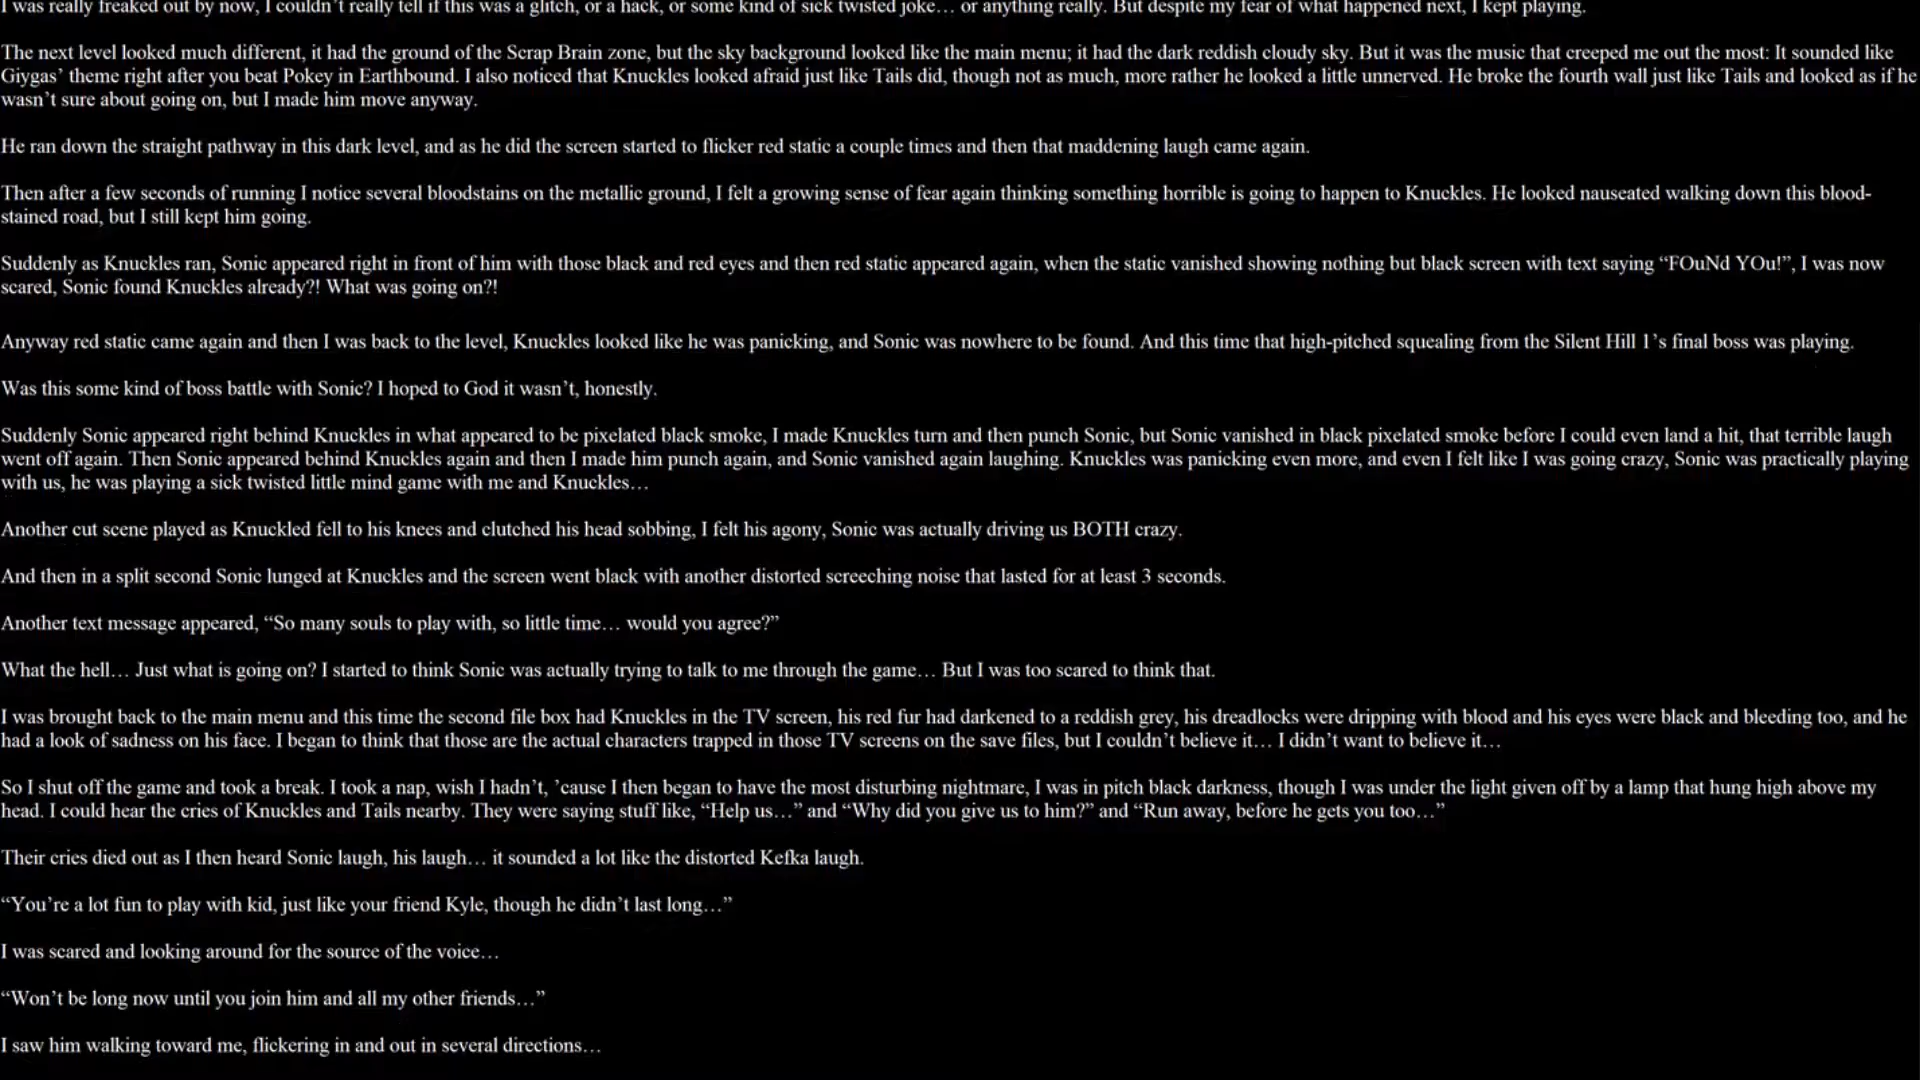 I was really freaked out by now, I couldn’t really tell if this was a glitch, or a hack, or some kind of sick twisted joke… or anything really. But despite my fear of what happened next, I kept playing.
The next level looked much different, it had the ground of the Scrap Brain zone, but the sky background looked like the main menu; it had the dark reddish cloudy sky. But it was the music that creeped me out the most: It sounded like
Giygas’ theme right after you beat Pokey in Earthbound. I also noticed that Knuckles looked afraid just like Tails did, though not as much, more rather he looked a little unnerved. He broke the fourth wall just like Tails and looked as if he
wasn’t sure about going on, but I made him move anyway.
He ran down the straight pathway in this dark level, and as he did the screen started to flicker red static a couple times and then that maddening laugh came again.
Then after a few seconds of running I notice several bloodstains on the metallic ground, I felt a growing sense of fear again thinking something horrible is going to happen to Knuckles. He looked nauseated walking down this blood-
stained road, but I still kept him going.
Suddenly as Knuckles ran, Sonic appeared right in front of him with those black and red eyes and then red static appeared again, when the static vanished showing nothing but black screen with text saying “FOuNd YOu!”, I was now
scared, Sonic found Knuckles already?! What was going on?!
Anyway red static came again and then I was back to the level, Knuckles looked like he was panicking, and Sonic was nowhere to be found. And this time that high-pitched squealing from the Silent Hill 1’s final boss was playing.
Was this some kind of boss battle with Sonic? I hoped to God it wasn’t, honestly.
Suddenly Sonic appeared right behind Knuckles in what appeared to be pixelated black smoke, I made Knuckles turn and then punch Sonic, but Sonic vanished in black pixelated smoke before I could even land a hit, that terrible laugh
went off again. Then Sonic appeared behind Knuckles again and then I made him punch again, and Sonic vanished again laughing. Knuckles was panicking even more, and even I felt like I was going crazy, Sonic was practically playing
with us, he was playing a sick twisted little mind game with me and Knuckles…
Another cut scene played as Knuckled fell to his knees and clutched his head sobbing, I felt his agony, Sonic was actually driving us BOTH crazy.
And then in a split second Sonic lunged at Knuckles and the screen went black with another distorted screeching noise that lasted for at least 3 seconds.
Another text message appeared, “So many souls to play with, so little time… would you agree?”
What the hell… Just what is going on? I started to think Sonic was actually trying to talk to me through the game… But I was too scared to think that.
I was brought back to the main menu and this time the second file box had Knuckles in the TV screen, his red fur had darkened to a reddish grey, his dreadlocks were dripping with blood and his eyes were black and bleeding too, and he
had a look of sadness on his face. I began to think that those are the actual characters trapped in those TV screens on the save files, but I couldn’t believe it… I didn’t want to believe it…
So I shut off the game and took a break. I took a nap, wish I hadn’t, ’cause I then began to have the most disturbing nightmare, I was in pitch black darkness, though I was under the light given off by a lamp that hung high above my
head. I could hear the cries of Knuckles and Tails nearby. They were saying stuff like, “Help us…” and “Why did you give us to him?” and “Run away, before he gets you too…”
Their cries died out as I then heard Sonic laugh, his laugh… it sounded a lot like the distorted Kefka laugh.
“You’re a lot fun to play with kid, just like your friend Kyle, though he didn’t last long…”
I was scared and looking around for the source of the voice…
“Won’t be long now until you join him and all my other friends…”
I saw him walking toward me, flickering in and out in several directions…